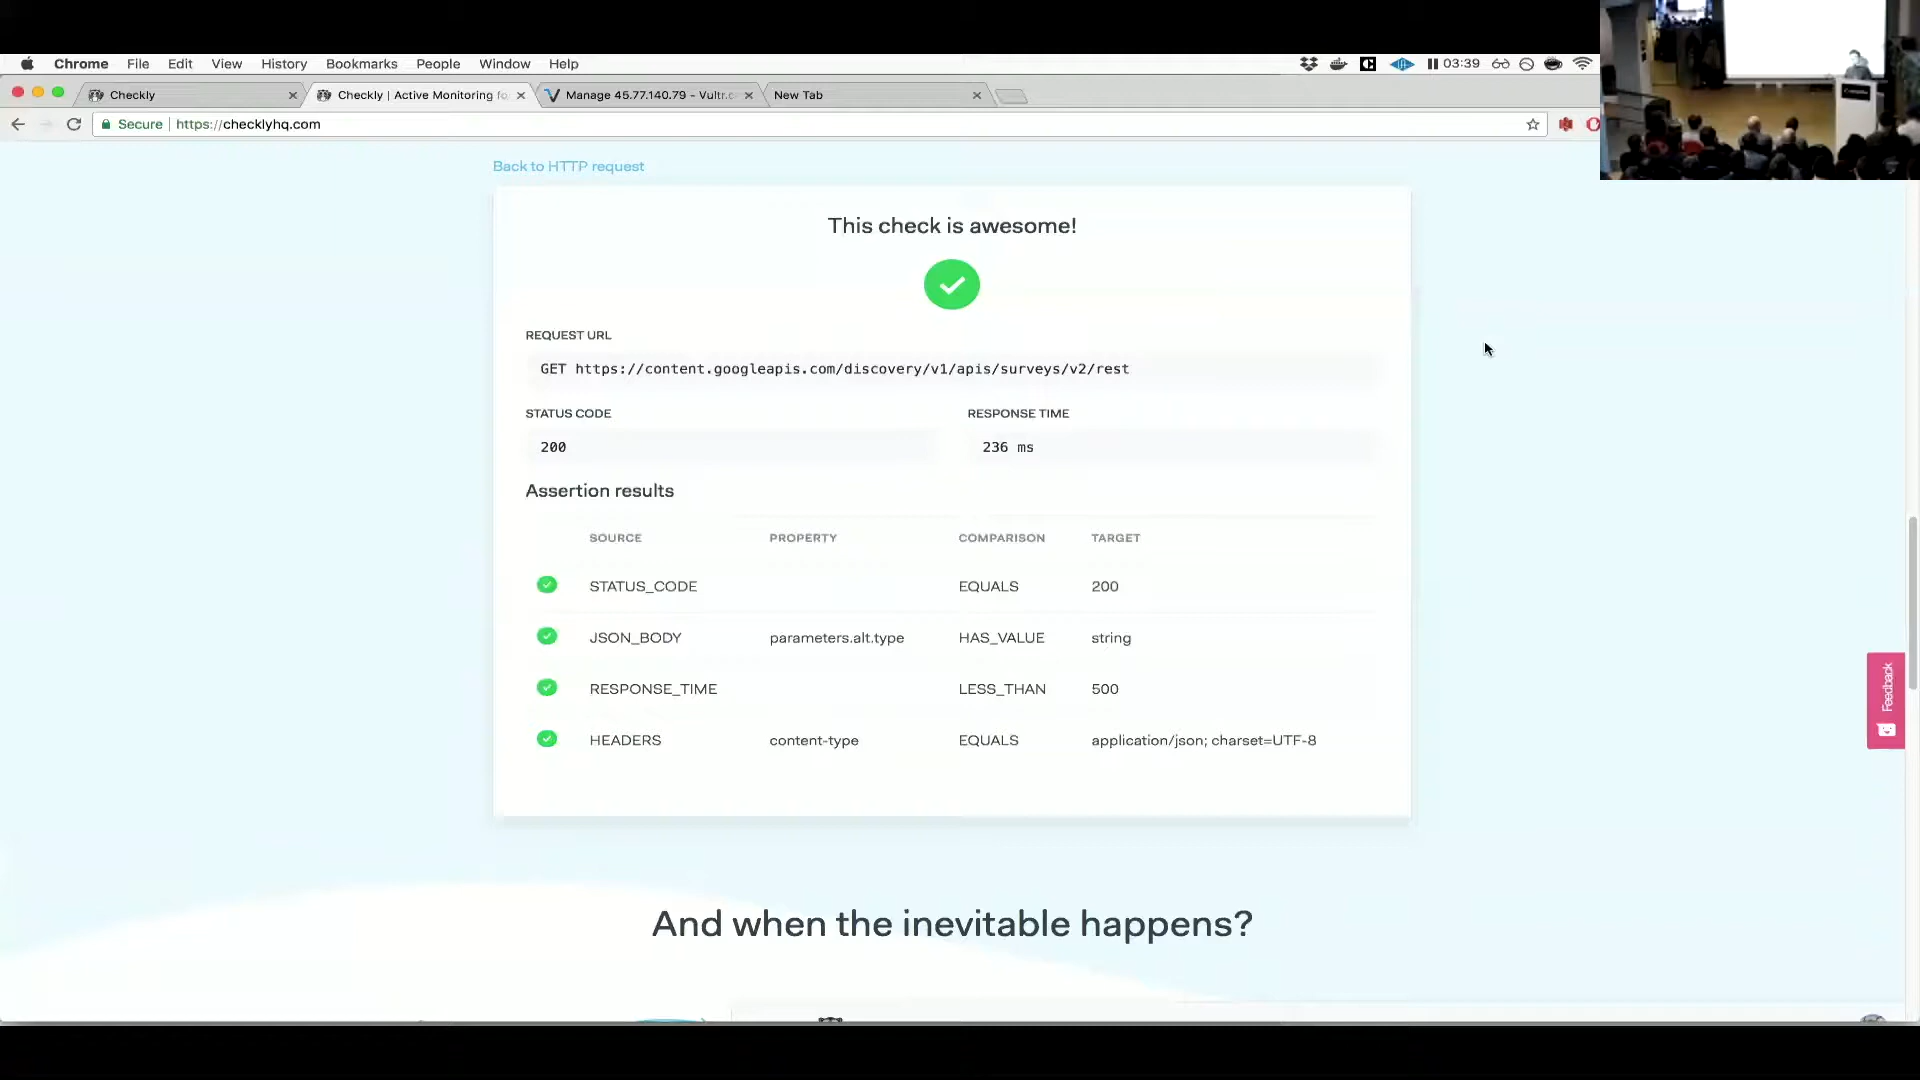 Chrome File Edit View History Bookmarks People Window Help 03:39
Checkly Checkly | Active Monitoring fo Manage 45.77.140.79 - Vultr.c New Tab
Secure https://checklyhq.com
Back to HTTP request
This check is awesome!
REQUEST URL
GET https://content.googleapis.com/discovery/v1/apis/surveys/v2/rest
STATUS CODE RESPONSE TIME
200 236 ms
Assertion results
SOURCE PROPERTY COMPARISON TARGET
STATUS_CODE EQUALS 200
JSON_BODY parameters.alt.type HAS_VALUE string
RESPONSE_TIME LESS_THAN 500
HEADERS content-type EQUALS application/json; charset=UTF-8
Feedback
And when the inevitable happens?